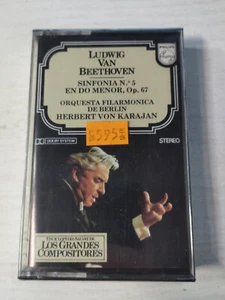 PHILIPS
LUDWIG
VAN
BEETHOVEN
SINFONIA N.º 5
EN DO MENOR, Op. 67
ORQUESTA FILARMONICA
DE BERLIN
HERBERT VON KARAJAN
595
DOLBY SYSTEM
STEREO
LOS GRANDES
COMPOSITORES